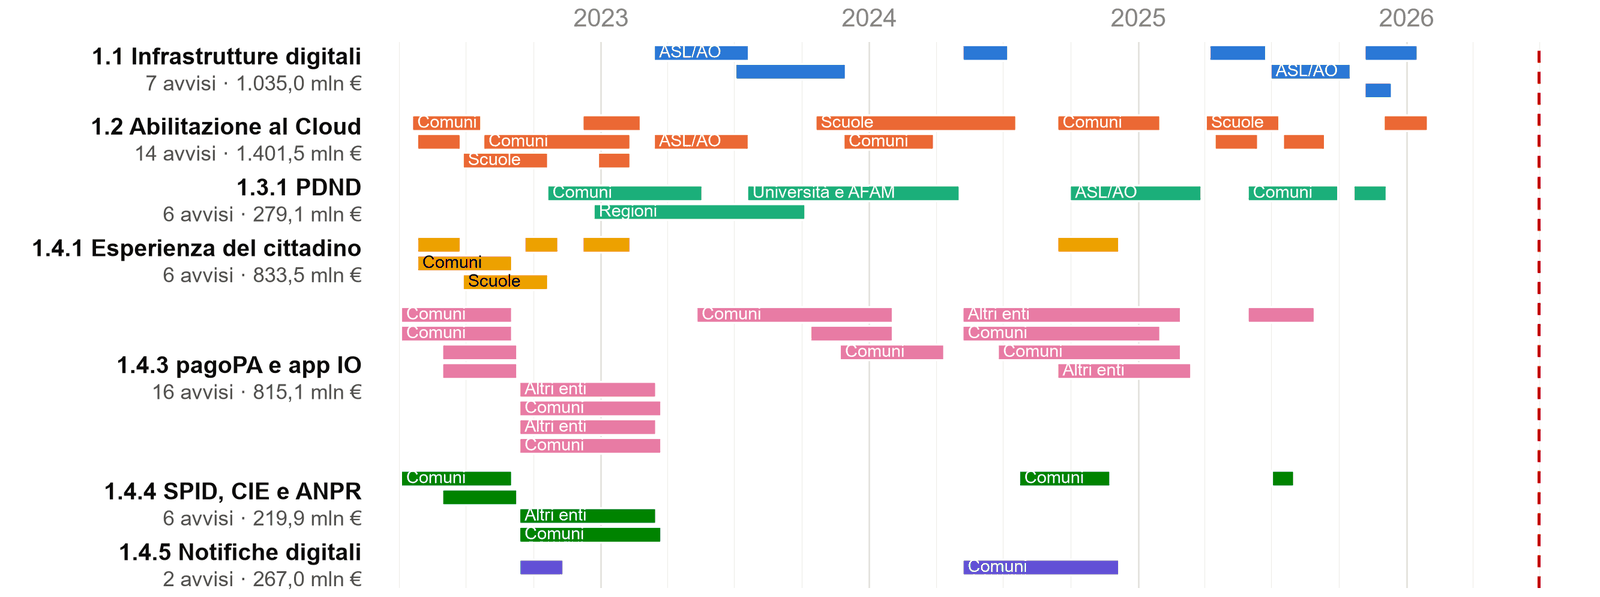 2023 2024 2025 2026
1.1 Infrastrutture digitali
7 avvisi · 1.035,0 mln €
ASL/AO
ASL/AO
1.2 Abilitazione al Cloud
14 avvisi · 1.401,5 mln €
Comuni Scuole Comuni Scuole
Comuni ASL/AO Comuni
Scuole
1.3.1 PDND
6 avvisi · 279,1 mln €
Comuni Università e AFAM ASL/AO Comuni
Regioni
1.4.1 Esperienza del cittadino
6 avvisi · 833,5 mln €
Comuni
Scuole
1.4.3 pagoPA e app IO
16 avvisi · 815,1 mln €
Comuni Comuni Altri enti
Comuni Comuni
Comuni Comuni
Altri enti
Altri enti
Comuni
Altri enti
Comuni
1.4.4 SPID, CIE e ANPR
6 avvisi · 219,9 mln €
Comuni Comuni
Altri enti
Comuni
1.4.5 Notifiche digitali
2 avvisi · 267,0 mln €
Comuni